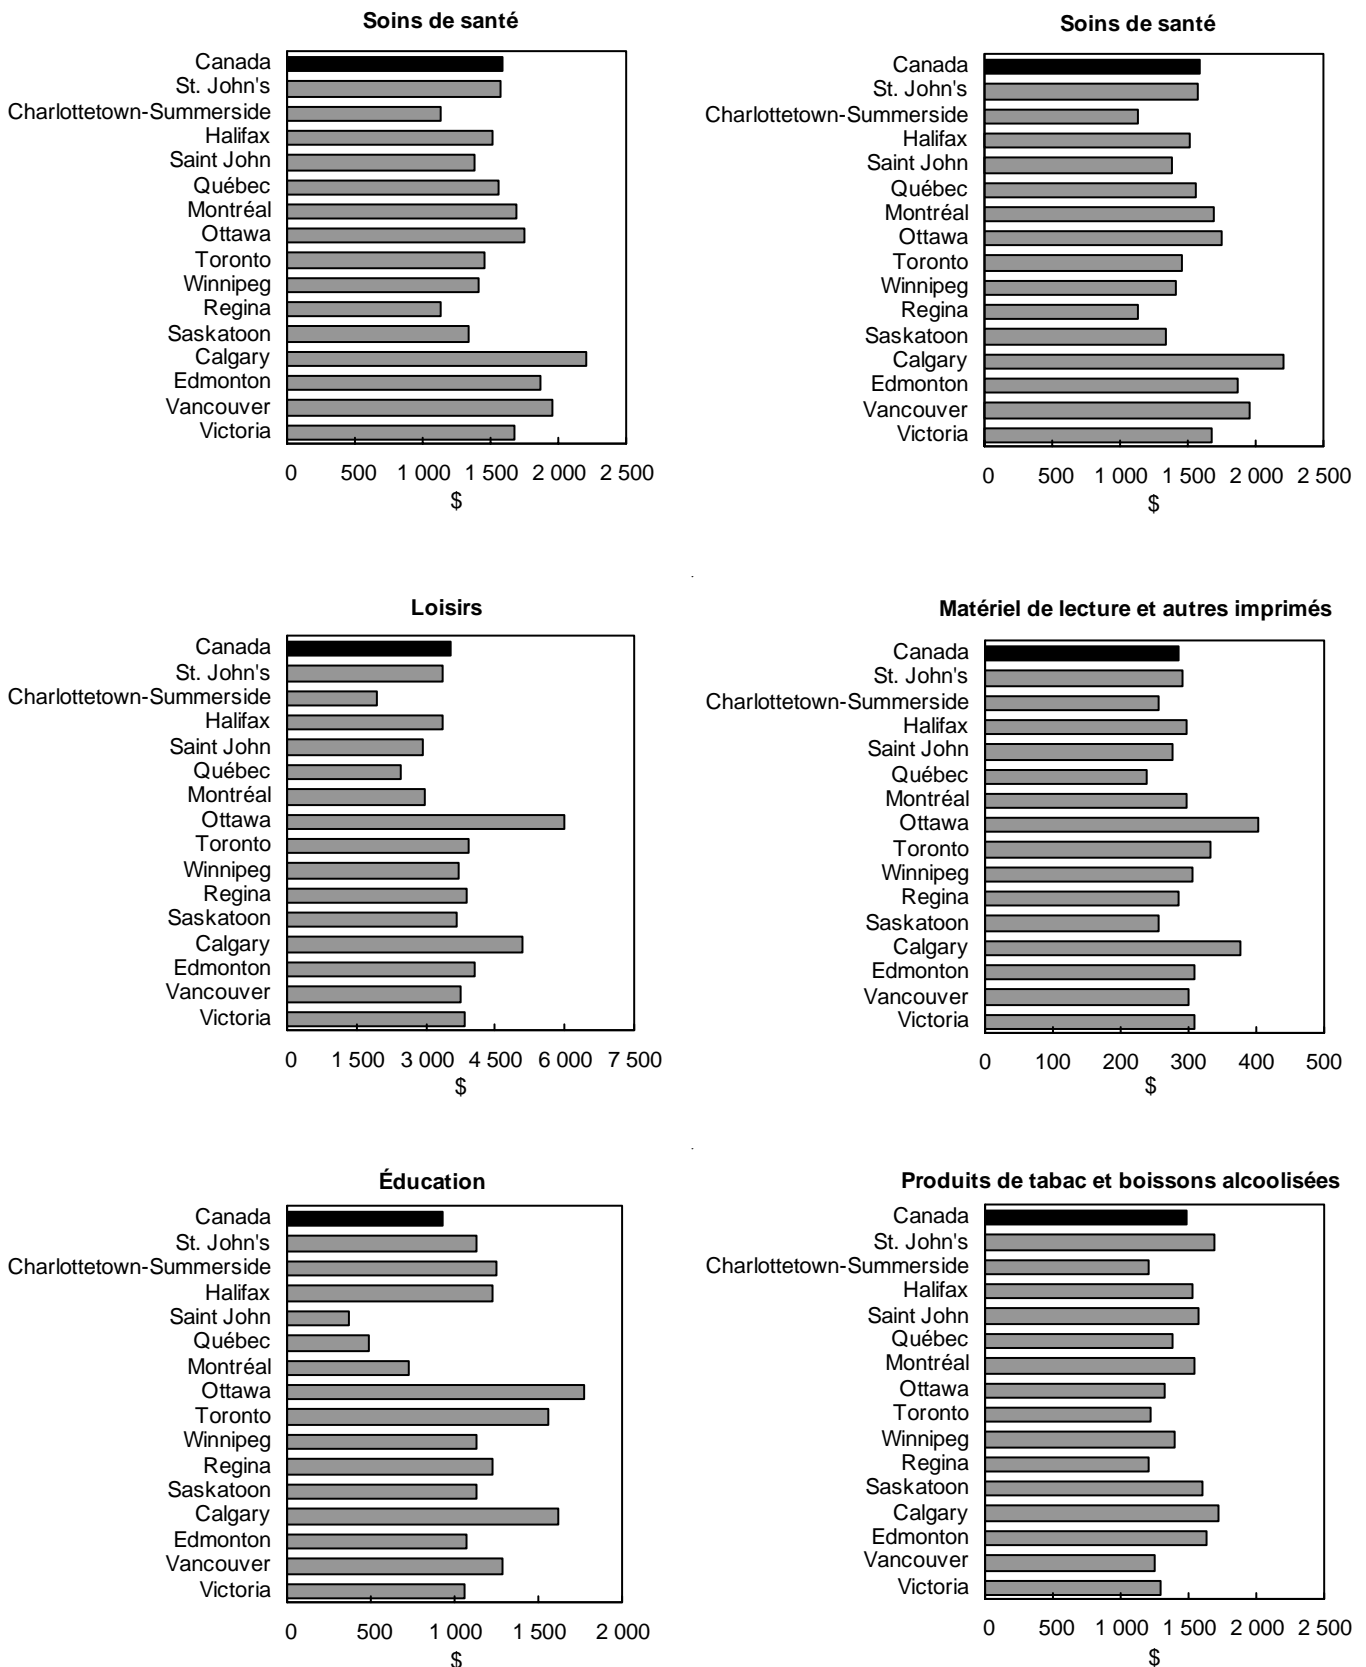 Soins de santé
Canada
St. John's
Charlottetown-Summerside
Halifax
Saint John
Québec
Montréal
Ottawa
Toronto
Winnipeg
Regina
Saskatoon
Calgary
Edmonton
Vancouver
Victoria
0 500 1 000 1 500 2 000 2 500
$
Soins de santé
Canada
St. John's
Charlottetown-Summerside
Halifax
Saint John
Québec
Montréal
Ottawa
Toronto
Winnipeg
Regina
Saskatoon
Calgary
Edmonton
Vancouver
Victoria
0 500 1 000 1 500 2 000 2 500
$
Loisirs
Canada
St. John's
Charlottetown-Summerside
Halifax
Saint John
Québec
Montréal
Ottawa
Toronto
Winnipeg
Regina
Saskatoon
Calgary
Edmonton
Vancouver
Victoria
0 1 500 3 000 4 500 6 000 7 500
$
Matériel de lecture et autres imprimés
Canada
St. John's
Charlottetown-Summerside
Halifax
Saint John
Québec
Montréal
Ottawa
Toronto
Winnipeg
Regina
Saskatoon
Calgary
Edmonton
Vancouver
Victoria
0 100 200 300 400 500
$
Éducation
Canada
St. John's
Charlottetown-Summerside
Halifax
Saint John
Québec
Montréal
Ottawa
Toronto
Winnipeg
Regina
Saskatoon
Calgary
Edmonton
Vancouver
Victoria
0 500 1 000 1 500 2 000
$
Produits de tabac et boissons alcoolisées
Canada
St. John's
Charlottetown-Summerside
Halifax
Saint John
Québec
Montréal
Ottawa
Toronto
Winnipeg
Regina
Saskatoon
Calgary
Edmonton
Vancouver
Victoria
0 500 1 000 1 500 2 000 2 500
$